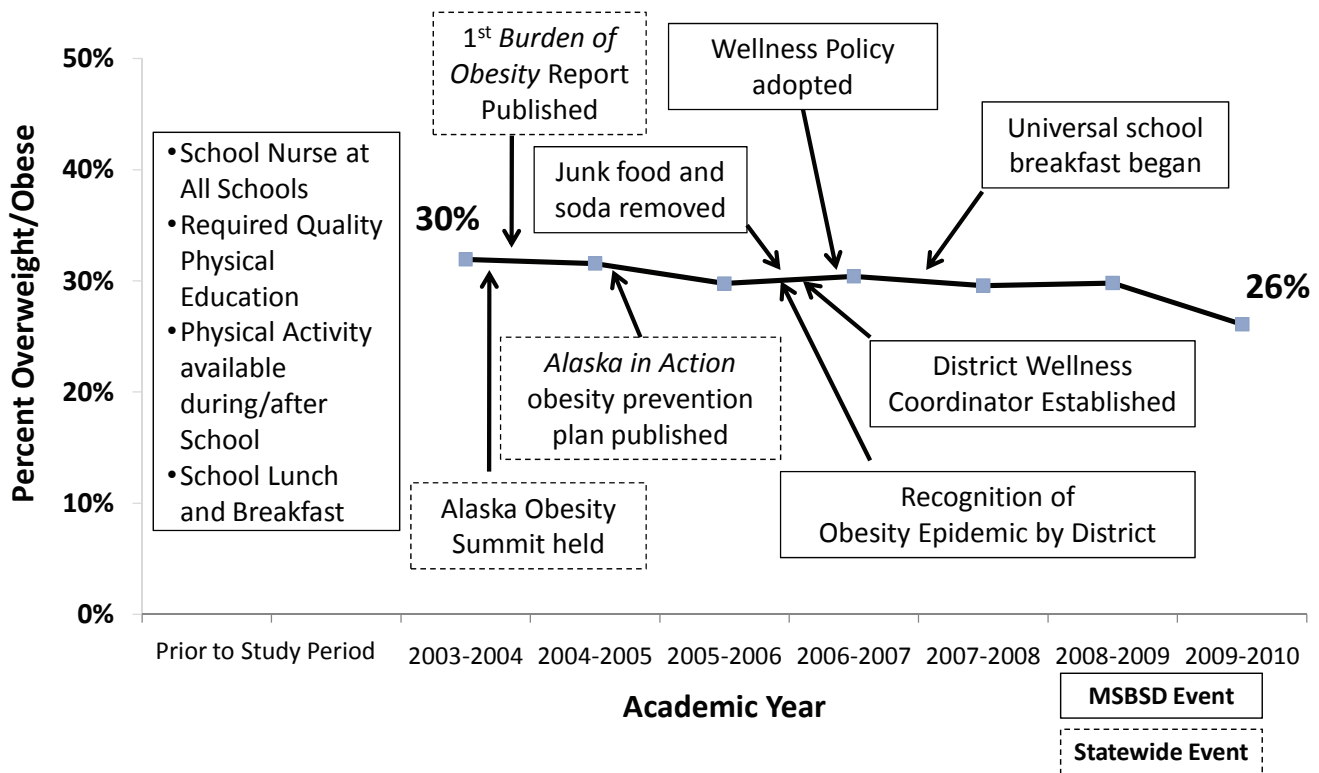 50%
40%
30%
20%
10%
0%
Percent Overweight/Obese
•School Nurse at
All Schools
•Required Quality
Physical
Education
•Physical Activity
available
during/after
School
•School Lunch
and Breakfast
1st Burden of
Obesity Report
Published
Wellness Policy
adopted
Universal school
breakfast began
Junk food and
soda removed
30%
26%
Alaska in Action
obesity prevention
plan published
District Wellness
Coordinator Established
Alaska Obesity
Summit held
Recognition of
Obesity Epidemic by District
Prior to Study Period
2003-2004
2004-2005
2005-2006
2006-2007
2007-2008
2008-2009
2009-2010
Academic Year
MSBSD Event
Statewide Event